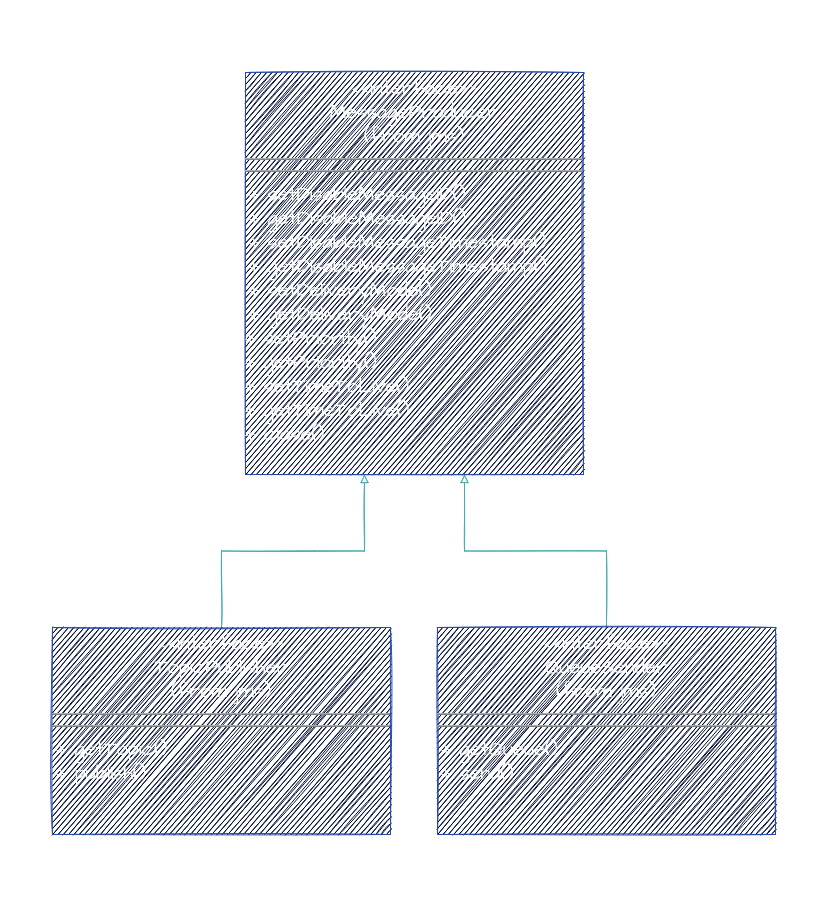 <<Interface>>
MessageProducer
(from jms)
+ setDisableMessageID()
+ getDisableMessageID()
+ setDisableMessageTimestamp()
+ getDisableMessageTimestamp()
+ setDeliveryMode()
+ getDeliveryMode()
+ setPriority()
+ getPriority()
+ setTimeToLive()
+ getTimeToLive()
+ close()
<<Interface>>
TopicPublisher
(from jms)
+ getTopic()
+ publish()
<<Interface>>
QueueSender
(from jms)
+ getQueue()
+ send()